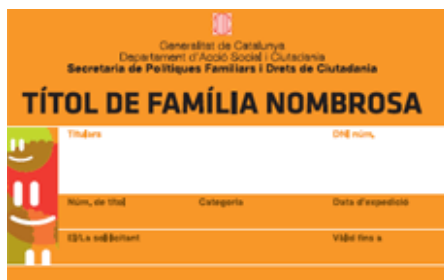 Generalitat de Catalunya
Departament d'Acció Social i Ciutadania
Secretaria de Polítiques Familiars i Drets de Ciutadania
TÍTOL DE FAMÍLIA NOMBROSA
Titulars DNI núm.
Núm. de títol Categoria Data d'expedició
El/La sol·licitant Vàlid fins a